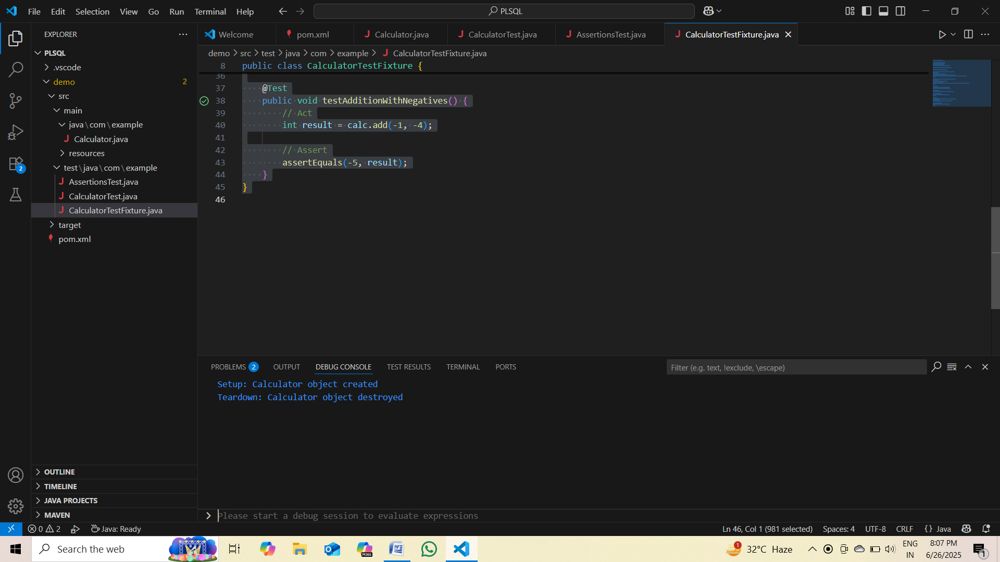 File Edit Selection View Go Run Terminal Help
PLSQL
EXPLORER
PLSQL
.vscode
demo 2
src
main
java\com\example
Calculator.java
resources
test\java\com\example
AssertionsTest.java
CalculatorTest.java
CalculatorTestFixture.java
target
pom.xml
OUTLINE
TIMELINE
JAVA PROJECTS
MAVEN
2
Welcome pom.xml Calculator.java CalculatorTest.java AssertionsTest.java CalculatorTestFixture.java
demo > src > test > java > com > example > CalculatorTestFixture.java
8 public class CalculatorTestFixture {
36
37 @Test
38 public void testAdditionWithNegatives() {
39 // Act
40 int result = calc.add(-1, -4);
41
42 // Assert
43 assertEquals(-5, result);
44 }
45 }
46
PROBLEMS 2 OUTPUT DEBUG CONSOLE TEST RESULTS TERMINAL PORTS
Filter (e.g. text, !exclude, \escape)
Setup: Calculator object created
Teardown: Calculator object destroyed
Please start a debug session to evaluate expressions
0 2 Java: Ready
Ln 46, Col 1 (981 selected) Spaces: 4 UTF-8 CRLF {} Java
Search the web
M365
1
32°C Haze
ENG
IN
8:07 PM
6/26/2025
1